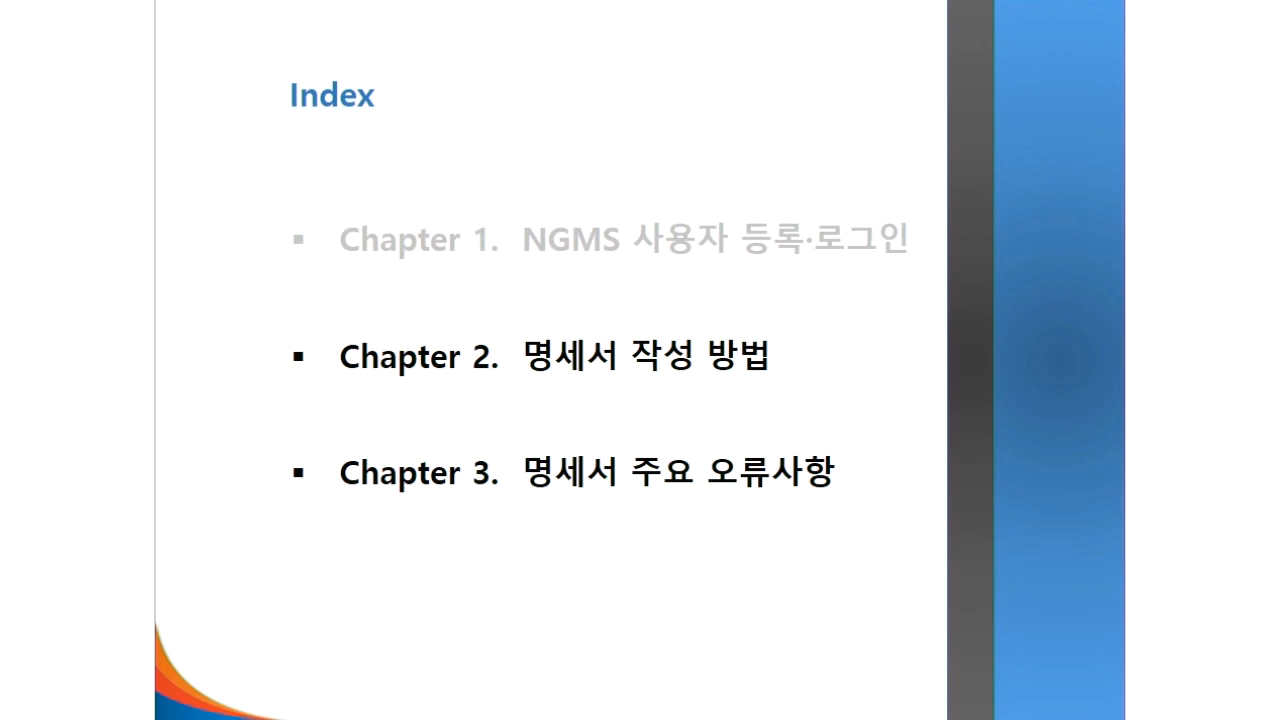 Index
▪ Chapter 1. NGMS 사용자 등록·로그인
▪ Chapter 2. 명세서 작성 방법
▪ Chapter 3. 명세서 주요 오류사항